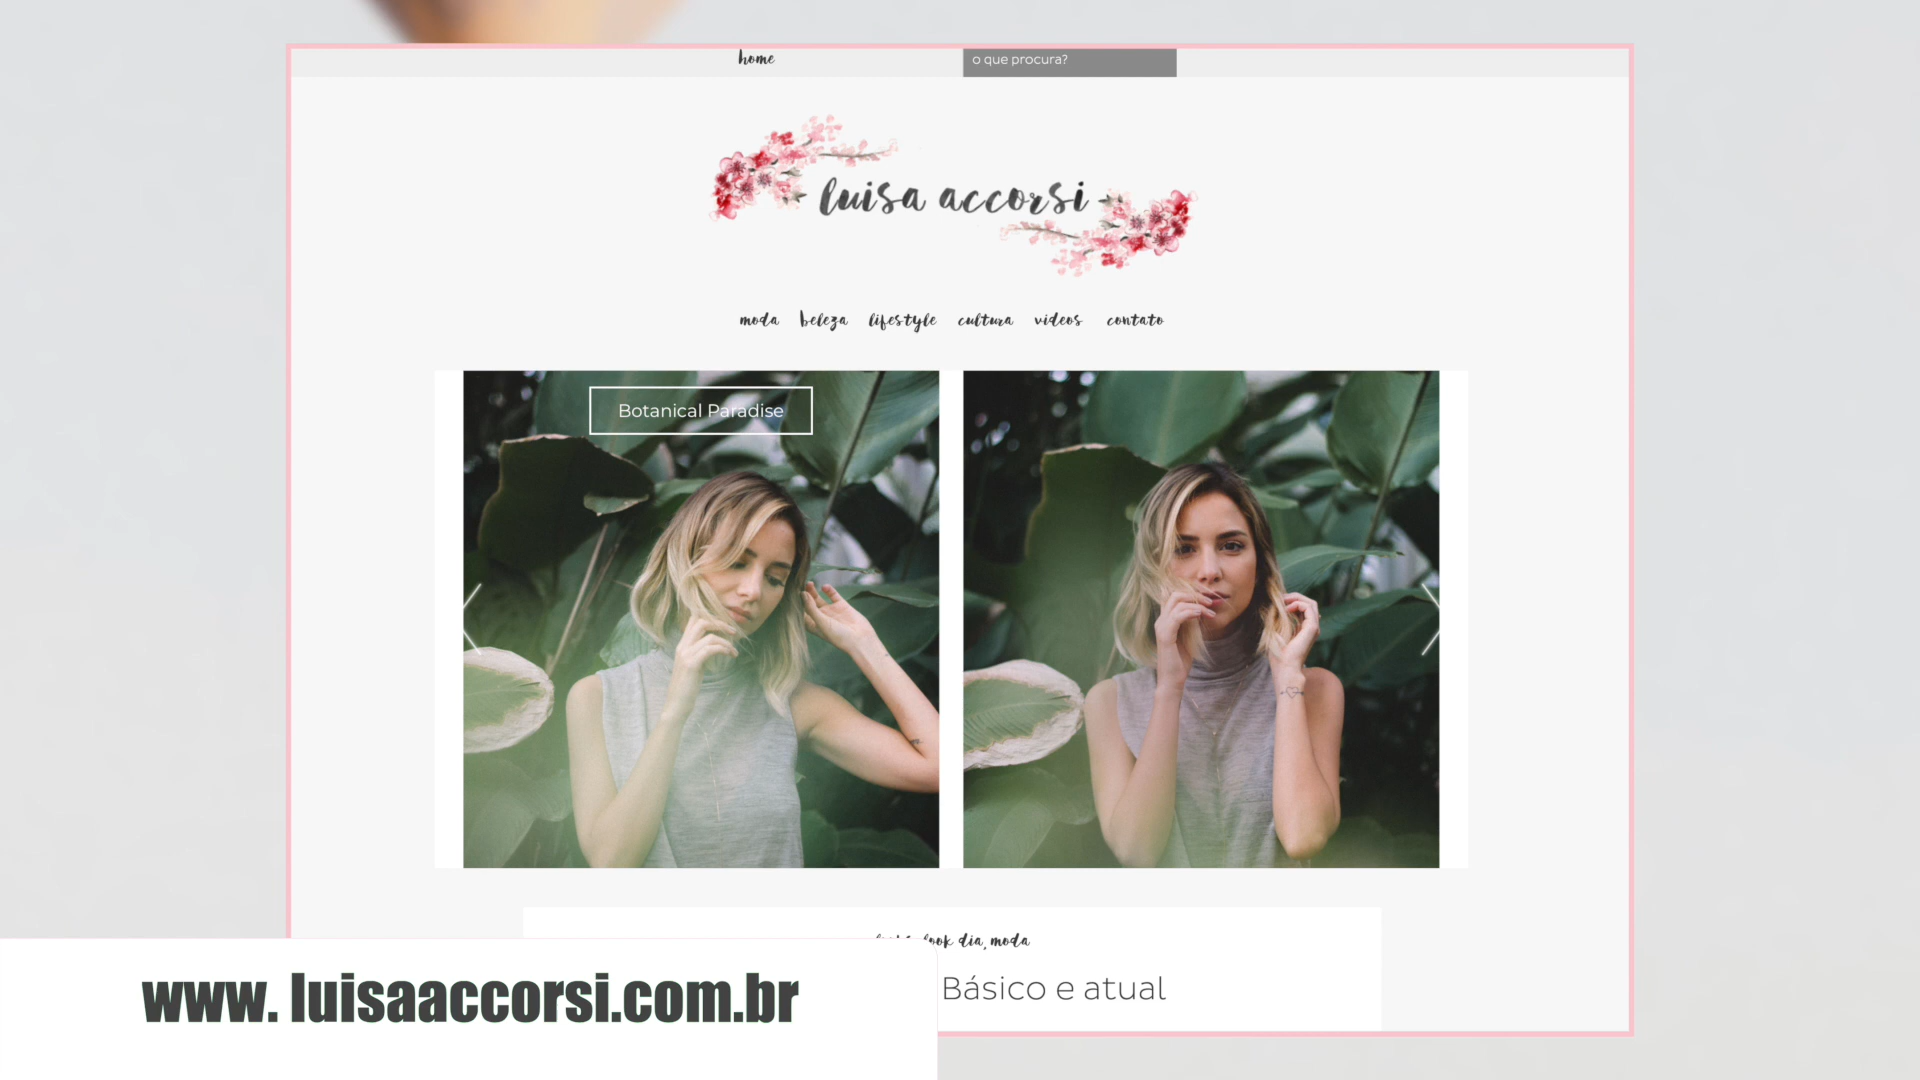 home
o que procura?
luisa accorsi
moda beleza lifestyle cultura videos contato
Botanical Paradise
look dia, moda
Básico e atual
www. luisaaccorsi.com.br